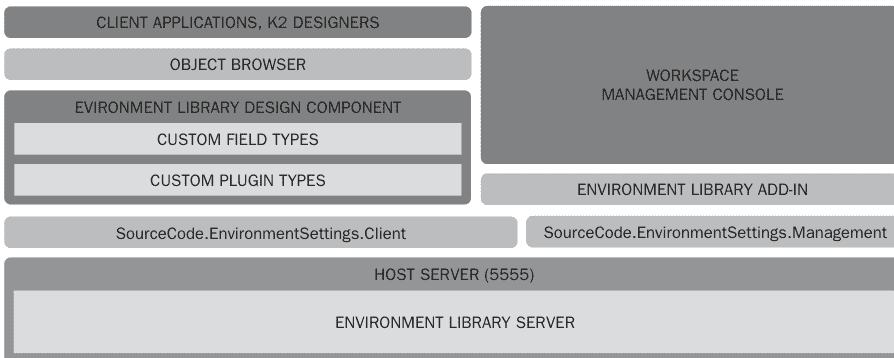 CLIENT APPLICATIONS, K2 DESIGNERS
OBJECT BROWSER
EVIRONMENT LIBRARY DESIGN COMPONENT
CUSTOM FIELD TYPES
CUSTOM PLUGIN TYPES
WORKSPACE
MANAGEMENT CONSOLE
ENVIRONMENT LIBRARY ADD-IN
SourceCode.EnvironmentSettings.Client
SourceCode.EnvironmentSettings.Management
HOST SERVER (5555)
ENVIRONMENT LIBRARY SERVER